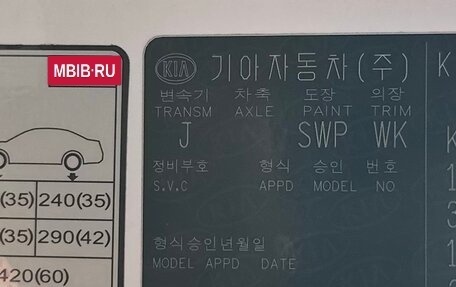 MBIB.RU
KIA 기아자동차(주) K
변속기 차축 도장 의장
TRANSM AXLE PAINT TRIM
J SWP WK
정비부호 형식 승인 번호
S.V.C APPD MODEL NO
형식승인년월일
MODEL APPD DATE
(35) 240(35)
(35) 290(42)
420(60)